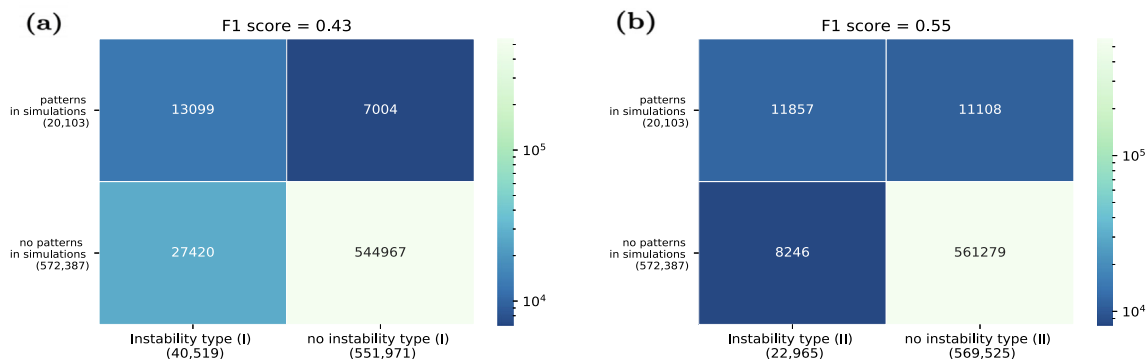 (a)
F1 score = 0.43
patterns
in simulations
(20,103)
13099
7004
no patterns
in simulations
(572,387)
27420
544967
Instability type (I)
(40,519)
no instability type (I)
(551,971)
10^5
10^4
(b)
F1 score = 0.55
patterns
in simulations
(20,103)
11857
11108
no patterns
in simulations
(572,387)
8246
561279
Instability type (II)
(22,965)
no instability type (II)
(569,525)
10^5
10^4